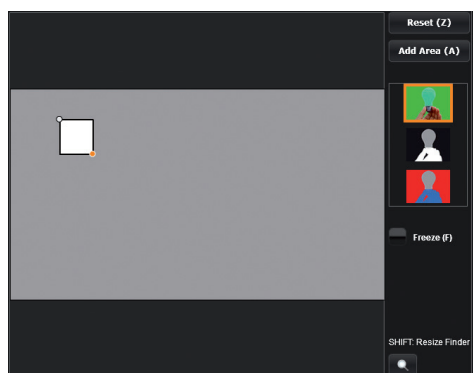 Reset (Z)
Add Area (A)
Freeze (F)
SHIFT: Resize Finder